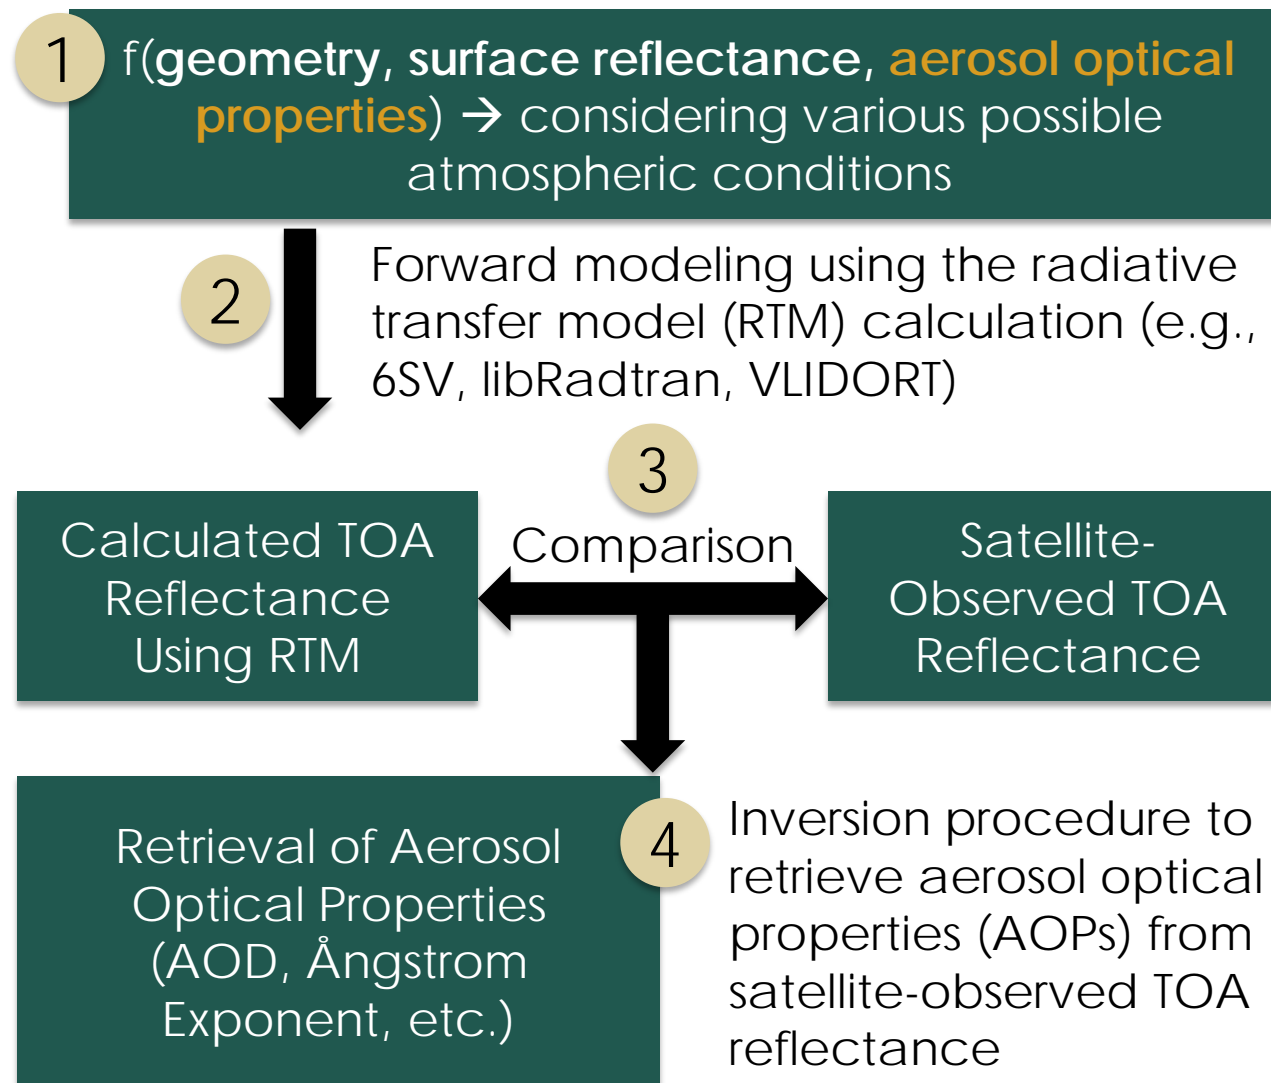 1
f(geometry, surface reflectance, aerosol optical
properties) → considering various possible
atmospheric conditions
2
Forward modeling using the radiative
transfer model (RTM) calculation (e.g.,
6SV, libRadtran, VLIDORT)
3
Comparison
Calculated TOA
Reflectance
Using RTM
Satellite-
Observed TOA
Reflectance
Retrieval of Aerosol
Optical Properties
(AOD, Ångstrom
Exponent, etc.)
4
Inversion procedure to
retrieve aerosol optical
properties (AOPs) from
satellite-observed TOA
reflectance